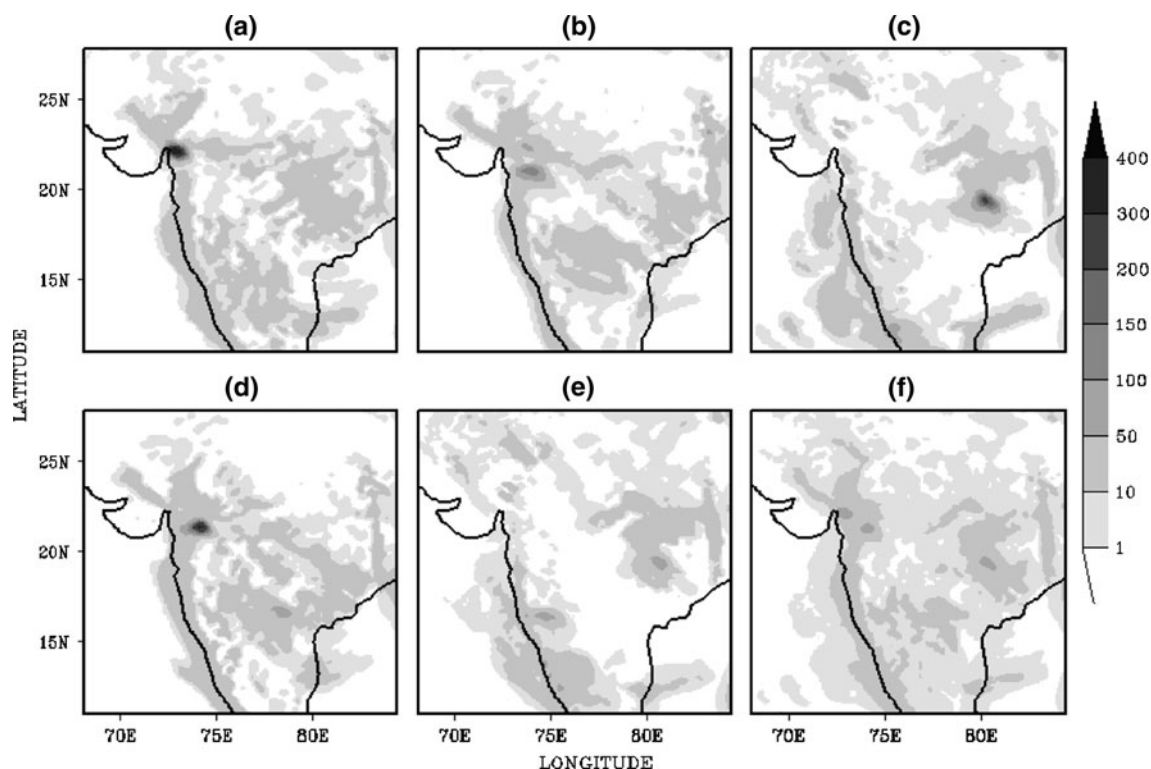 (a) (b) (c)
25N
20N
15N
400
300
200
150
100
50
10
1
LATITUDE
(d) (e) (f)
25N
20N
15N
70E 75E 80E 70E 75E 80E 70E 75E 80E
LONGITUDE